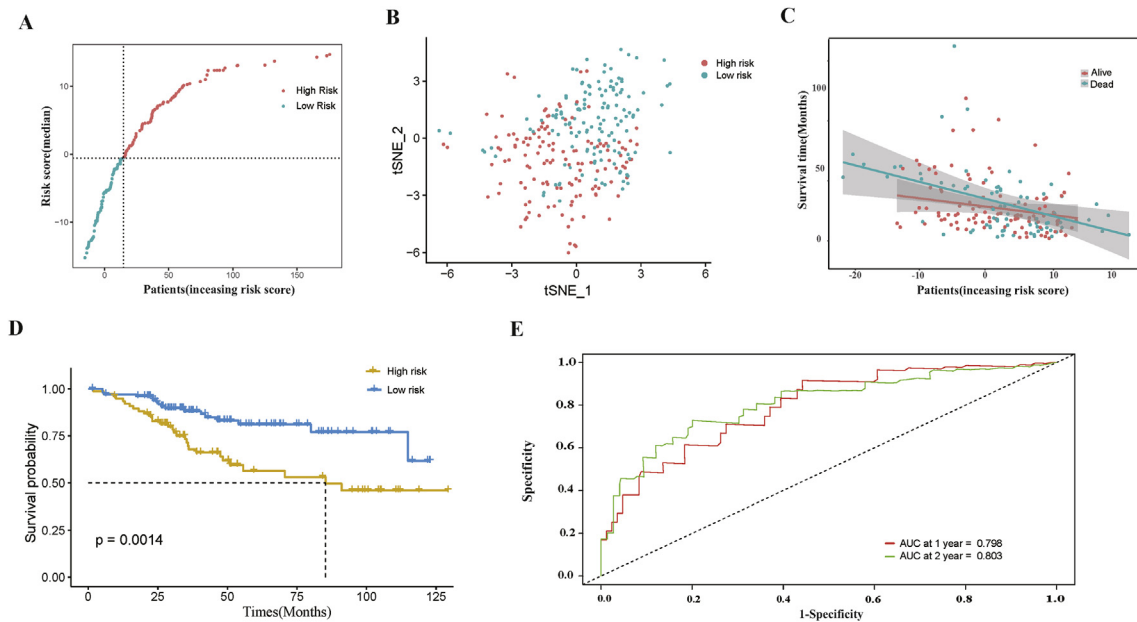 A
Risk score(median)
10
0
−10
High Risk
Low Risk
0
50
100
150
Patients(inceasing risk score)
B
tSNE_2
3
0
−3
−6
High risk
Low risk
−6
−3
0
3
6
tSNE_1
C
Survival time(Months)
100
50
0
Alive
Dead
-20
-10
0
10
10
Patients(increasing risk score)
D
Survival probability
1.00
0.75
0.50
0.25
0.00
High risk
Low risk
p = 0.0014
0
25
50
75
100
125
Times(Months)
E
Specificity
1.0
0.8
0.6
0.4
0.2
0.0
AUC at 1 year = 0.798
AUC at 2 year = 0.803
0.0
0.2
0.4
0.6
0.8
1.0
1-Specificity